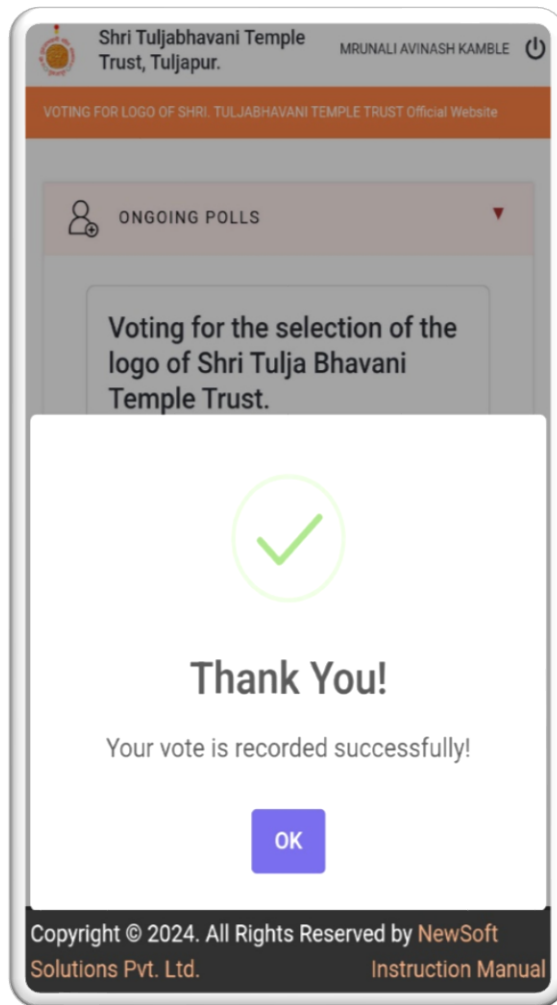 Shri Tuljabhavani Temple
Trust, Tuljapur.
MRUNALI AVINASH KAMBLE
VOTING FOR LOGO OF SHRI. TULJABHAVANI TEMPLE TRUST Official Website
ONGOING POLLS
Voting for the selection of the
logo of Shri Tulja Bhavani
Temple Trust.
Thank You!
Your vote is recorded successfully!
OK
Copyright © 2024. All Rights Reserved by NewSoft
Solutions Pvt. Ltd.
Instruction Manual